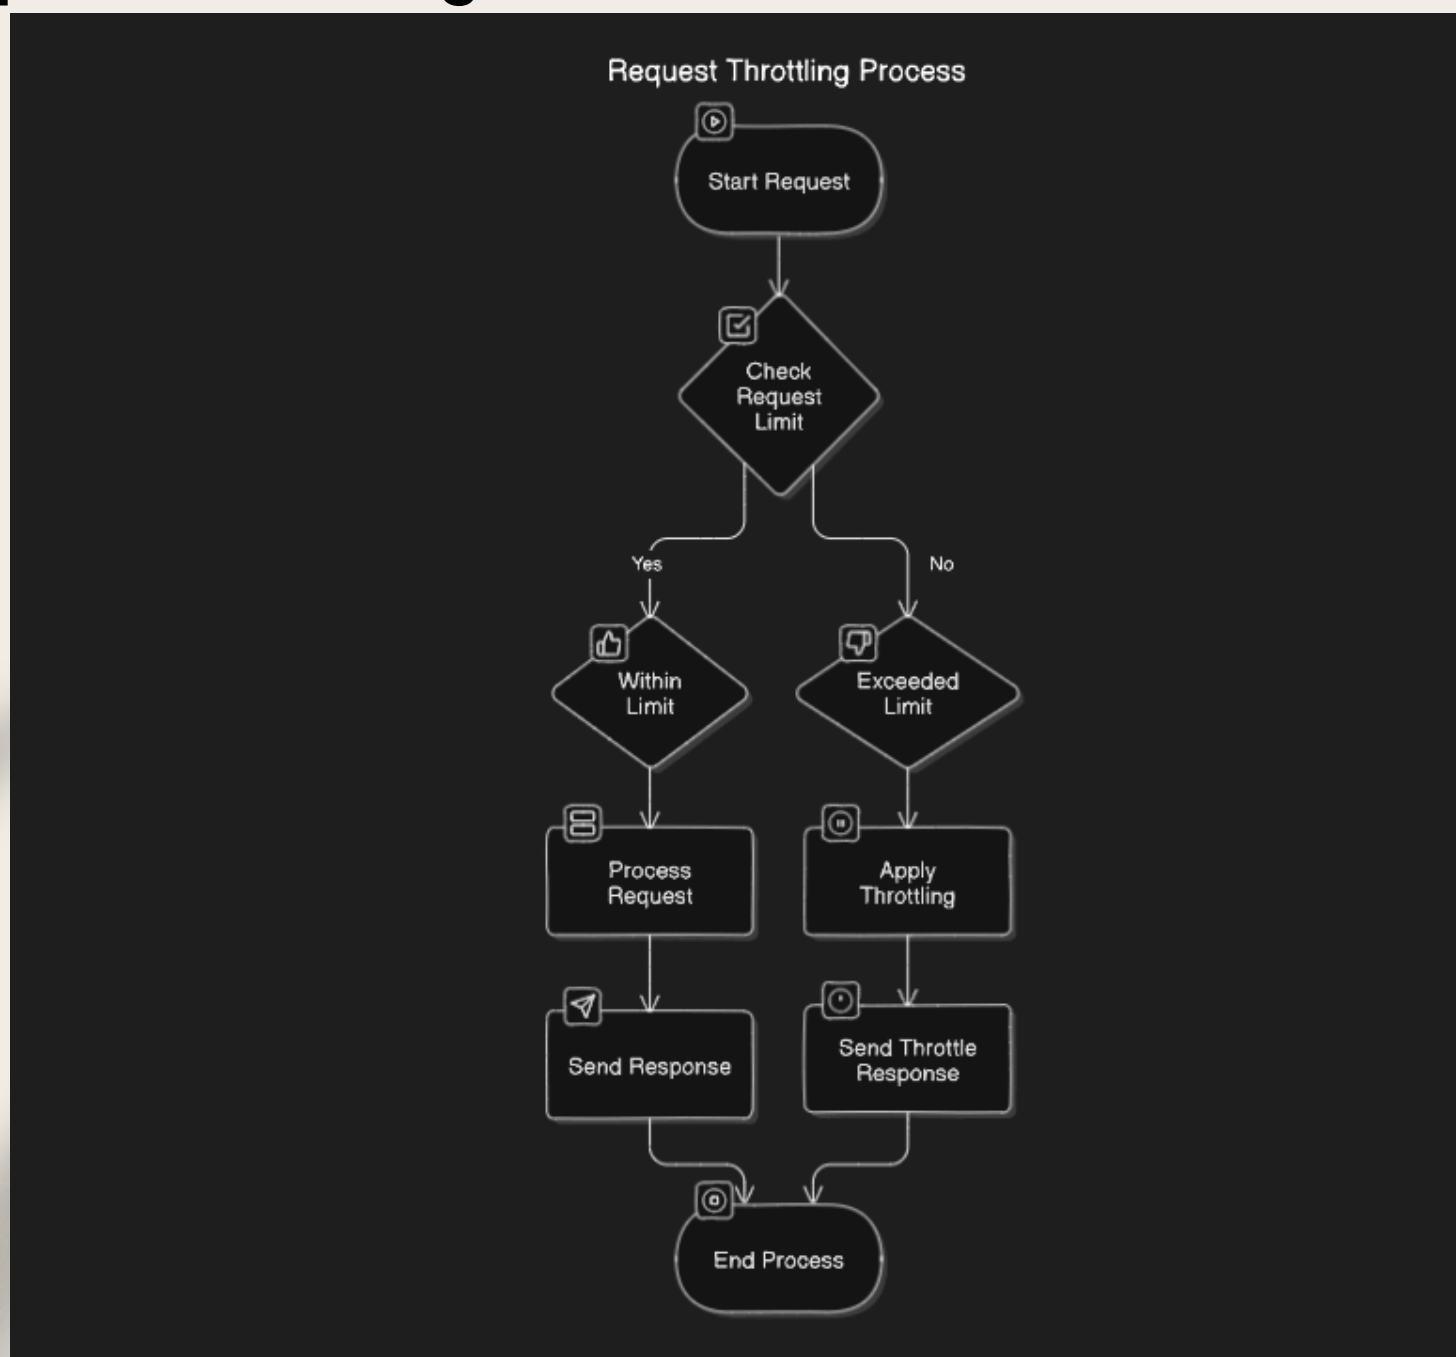 Request Throttling Process
Start Request
Check
Request
Limit
Yes
No
Within
Limit
Exceeded
Limit
Process
Request
Apply
Throttling
Send Response
Send Throttle
Response
End Process